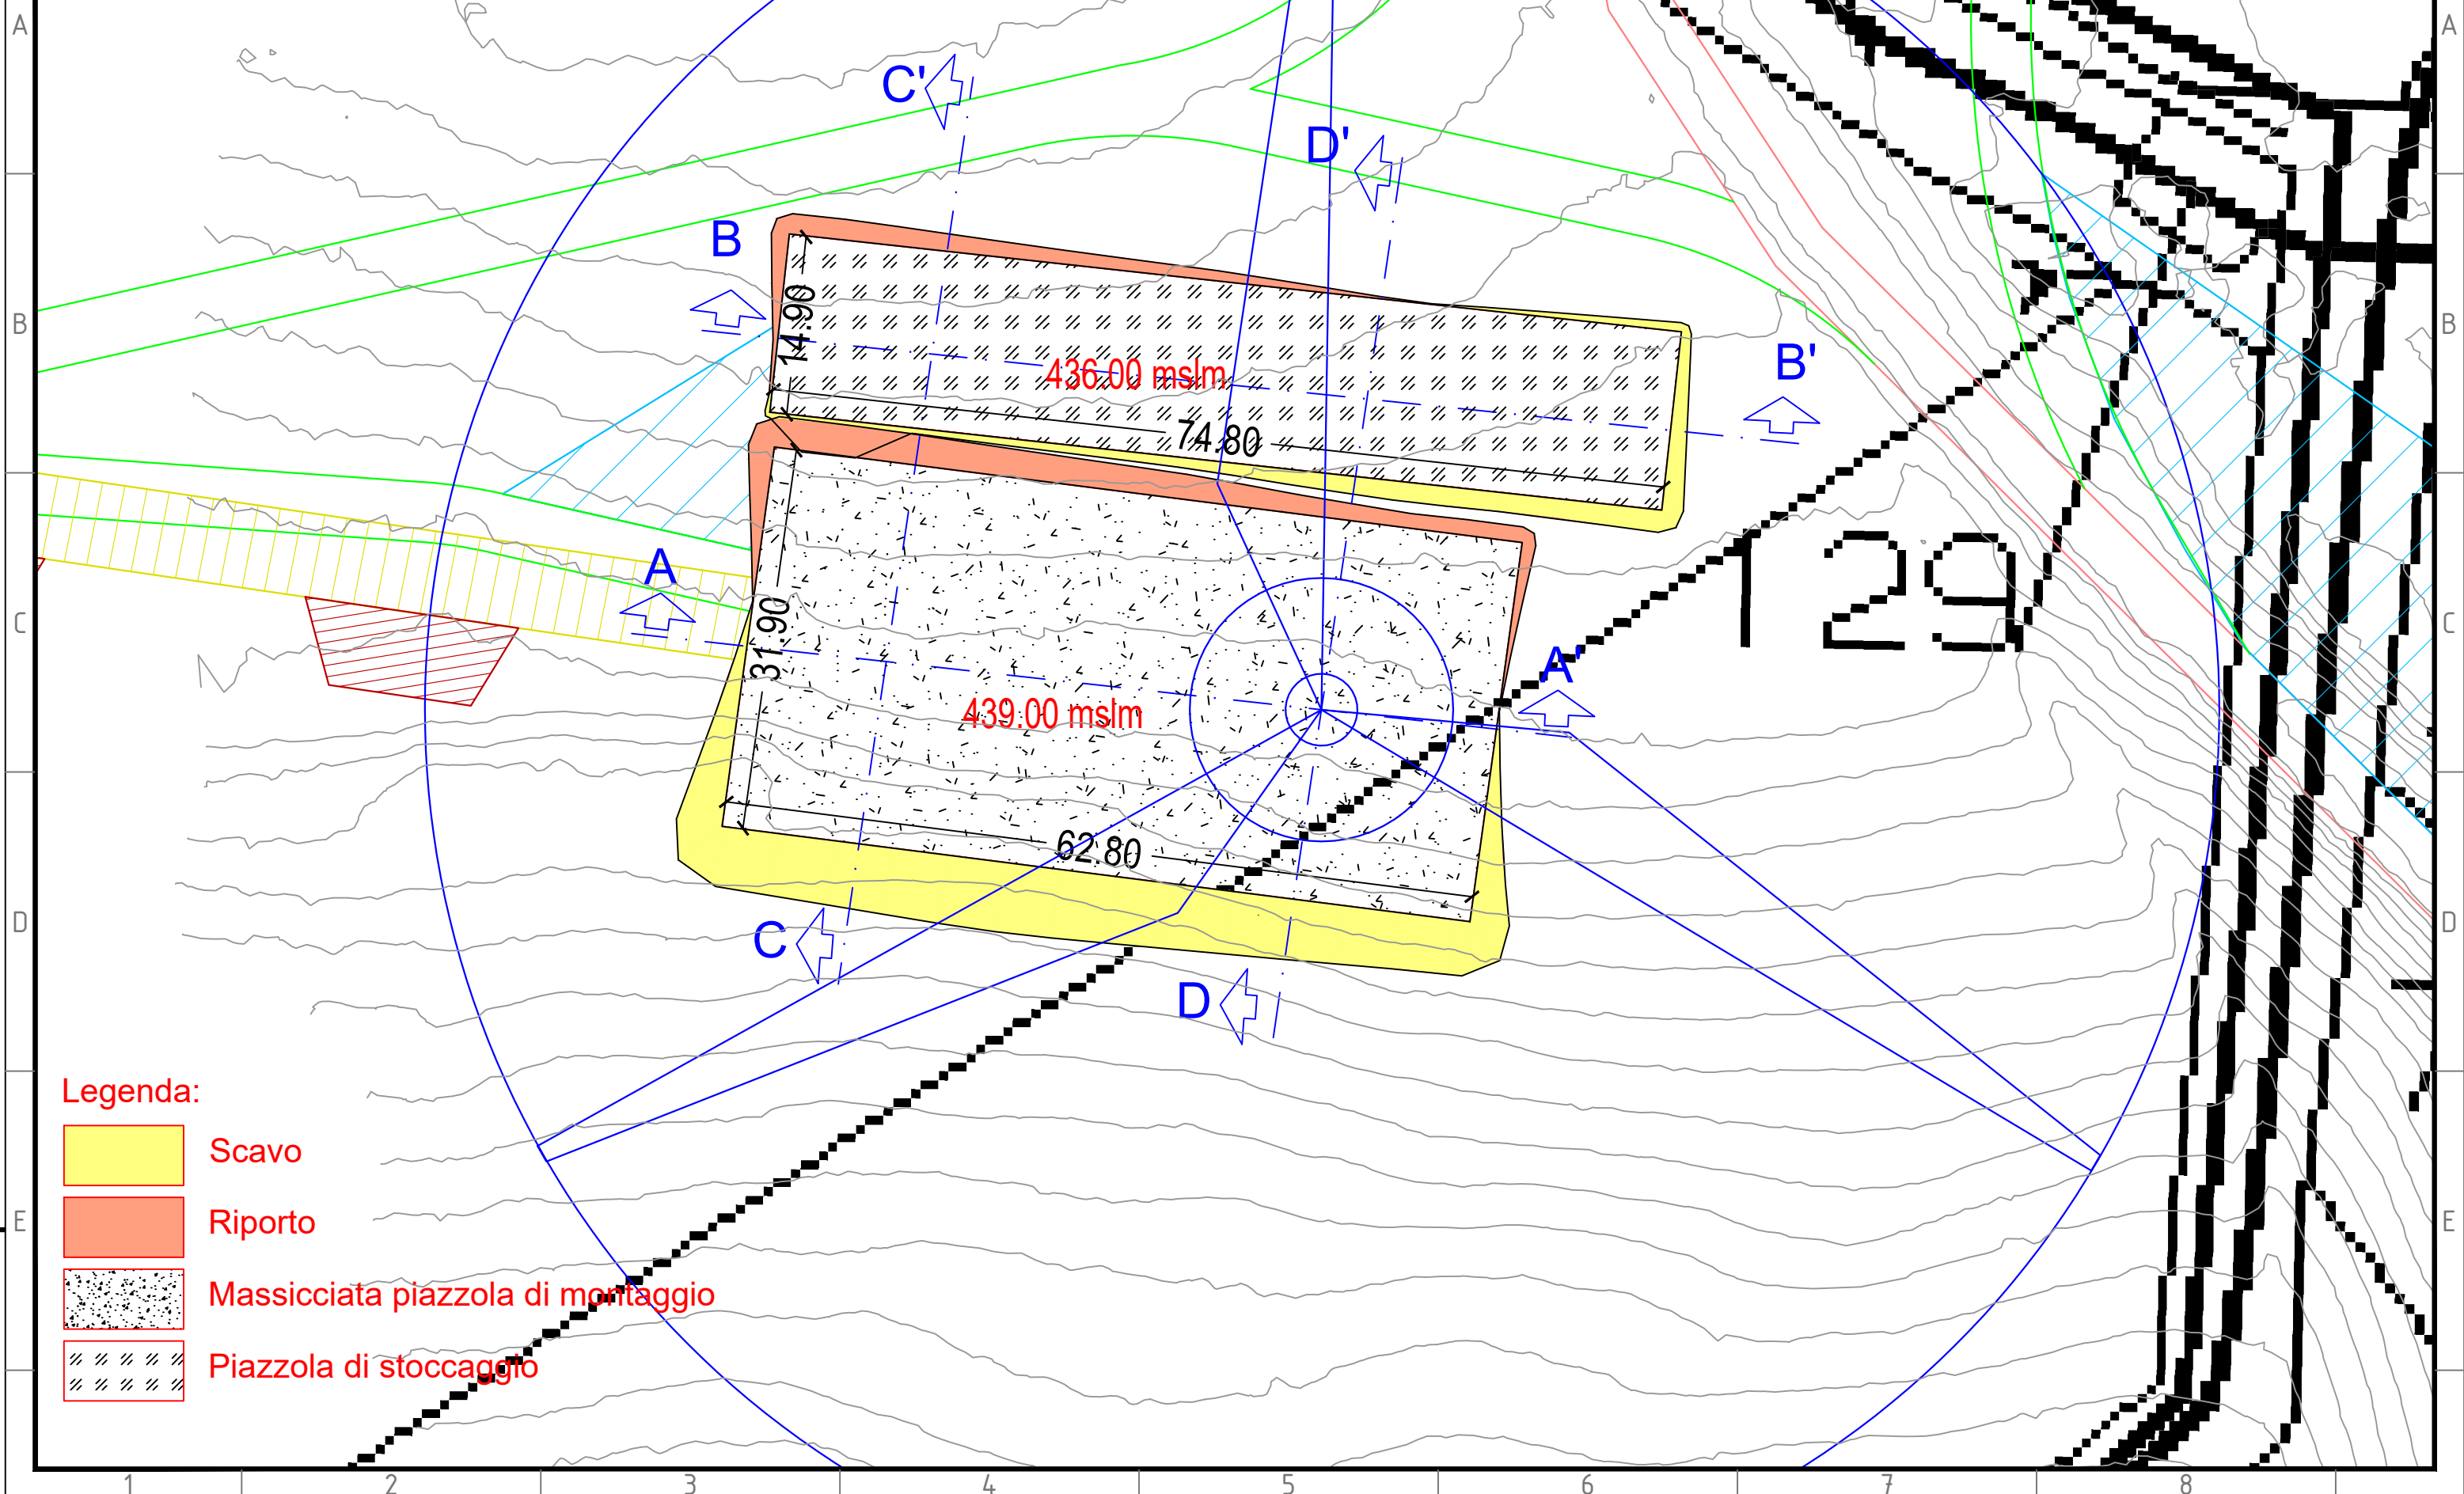 A
A
C'
D'
B
B
B
436.00 mslm
14.90
B'
74.80
129
C
A
C
31.90
A'
439.00 mslm
62.80
D
C
D
D
Legenda:
Scavo
E
Riporto
E
Massicciata piazzola di montaggio
Piazzola di stoccaggio
1 2 3 4 5 6 7 8